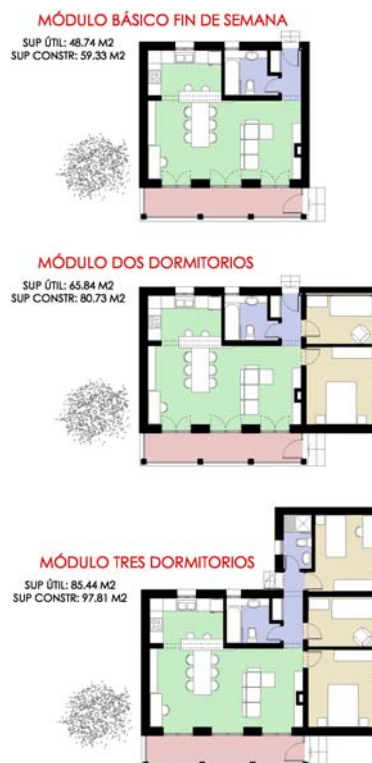 MÓDULO BÁSICO FIN DE SEMANA
SUP ÚTIL: 48.74 M2
SUP CONSTR: 59.33 M2
MÓDULO DOS DORMITORIOS
SUP ÚTIL: 65.84 M2
SUP CONSTR: 80.73 M2
MÓDULO TRES DORMITORIOS
SUP ÚTIL: 85.44 M2
SUP CONSTR: 97.81 M2